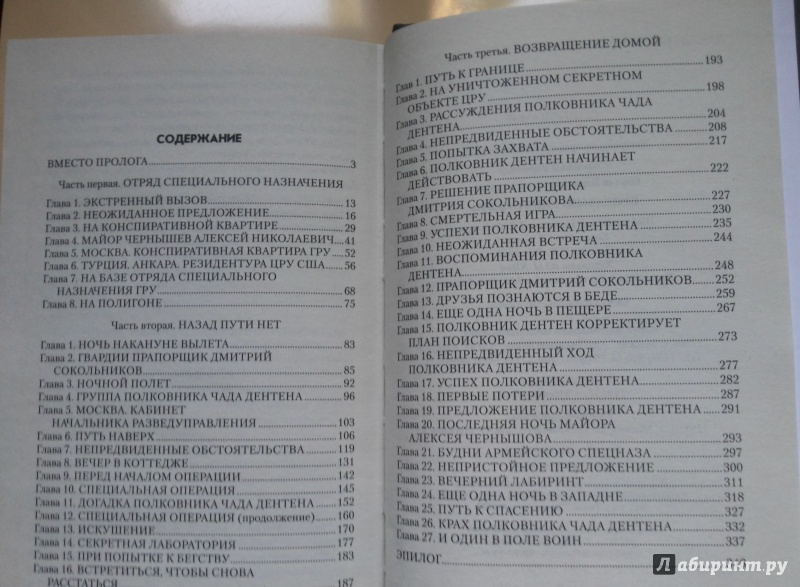 СОДЕРЖАНИЕ
ВМЕСТО ПРОЛОГА 3
Часть первая. ОТРЯД СПЕЦИАЛЬНОГО НАЗНАЧЕНИЯ
Глава 1. ЭКСТРЕННЫЙ ВЫЗОВ 13
Глава 2. НЕОЖИДАННОЕ ПРЕДЛОЖЕНИЕ 16
Глава 3. НА КОНСПИРАТИВНОЙ КВАРТИРЕ 29
Глава 4. МАЙОР ЧЕРНЫШЕВ АЛЕКСЕЙ НИКОЛАЕВИЧ 41
Глава 5. МОСКВА. КОНСПИРАТИВНАЯ КВАРТИРА ГРУ 52
Глава 6. ТУРЦИЯ. АНКАРА. РЕЗИДЕНТУРА ЦРУ США 56
Глава 7. НА БАЗЕ ОТРЯДА СПЕЦИАЛЬНОГО
НАЗНАЧЕНИЯ ГРУ 68
Глава 8. НА ПОЛИГОНЕ 75
Часть вторая. НАЗАД ПУТИ НЕТ
Глава 1. НОЧЬ НАКАНУНЕ ВЫЛЕТА 83
Глава 2. ГВАРДИИ ПРАПОРЩИК ДМИТРИЙ
СОКОЛЬНИКОВ 85
Глава 3. НОЧНОЙ ПОЛЕТ 92
Глава 4. ГРУППА ПОЛКОВНИКА ЧАДА ДЕНТЕНА 96
Глава 5. МОСКВА. КАБИНЕТ
НАЧАЛЬНИКА РАЗВЕДУПРАВЛЕНИЯ 103
Глава 6. ПУТЬ НАВЕРХ 106
Глава 7. НЕПРЕДВИДЕННЫЕ ОБСТОЯТЕЛЬСТВА 119
Глава 8. ВЕЧЕР В КОТТЕДЖЕ 131
Глава 9. ПЕРЕД НАЧАЛОМ ОПЕРАЦИИ 142
Глава 10. СПЕЦИАЛЬНАЯ ОПЕРАЦИЯ 145
Глава 11. ДОГАДКА ПОЛКОВНИКА ЧАДА ДЕНТЕНА 152
Глава 12. СПЕЦИАЛЬНАЯ ОПЕРАЦИЯ (продолжение) 160
Глава 13. ИСКУШЕНИЕ 170
Глава 14. СЕКРЕТНАЯ ЛАБОРАТОРИЯ 177
Глава 15. ПРИ ПОПЫТКЕ К БЕГСТВУ 183
Глава 16. ВСТРЕТИТЬСЯ, ЧТОБЫ СНОВА
РАССТАТЬСЯ 187
Часть третья. ВОЗВРАЩЕНИЕ ДОМОЙ
Глав 1. ПУТЬ К ГРАНИЦЕ 193
Глава 2. НА УНИЧТОЖЕННОМ СЕКРЕТНОМ
ОБЪЕКТЕ ЦРУ 198
Глава 3. РАССУЖДЕНИЯ ПОЛКОВНИКА ЧАДА
ДЕНТЕНА 204
Глава 4. НЕПРЕДВИДЕННЫЕ ОБСТОЯТЕЛЬСТВА 208
Глава 5. ПОПЫТКА ЗАХВАТА 217
Глава 6. ПОЛКОВНИК ДЕНТЕН НАЧИНАЕТ
ДЕЙСТВОВАТЬ 222
Глава 7. РЕШЕНИЕ ПРАПОРЩИКА
ДМИТРИЯ СОКОЛЬНИКОВА 227
Глава 8. СМЕРТЕЛЬНАЯ ИГРА 230
Глава 9. УСПЕХИ ПОЛКОВНИКА ДЕНТЕНА 235
Глава 10. НЕОЖИДАННАЯ ВСТРЕЧА 244
Глава 11. ВОСПОМИНАНИЯ ПОЛКОВНИКА
ДЕНТЕНА 248
Глава 12. ПРАПОРЩИК ДМИТРИЙ СОКОЛЬНИКОВ 252
Глава 13. ДРУЗЬЯ ПОЗНАЮТСЯ В БЕДЕ 259
Глава 14. ЕЩЕ ОДНА НОЧЬ В ПЕЩЕРЕ 267
Глава 15. ПОЛКОВНИК ДЕНТЕН КОРРЕКТИРУЕТ
ПЛАН ПОИСКОВ 273
Глава 16. НЕПРЕДВИДЕННЫЙ ХОД
ПОЛКОВНИКА ДЕНТЕНА 277
Глава 17. УСПЕХ ПОЛКОВНИКА ДЕНТЕНА 282
Глава 18. ПЕРВЫЕ ПОТЕРИ 287
Глава 19. ПРЕДЛОЖЕНИЕ ПОЛКОВНИКА ДЕНТЕНА 291
Глава 20. ПОСЛЕДНЯЯ НОЧЬ МАЙОРА
АЛЕКСЕЯ ЧЕРНЫШОВА 293
Глава 21. БУДНИ АРМЕЙСКОГО СПЕЦНАЗА 297
Глава 22. НЕПРИСТОЙНОЕ ПРЕДЛОЖЕНИЕ 300
Глава 23. ВЕЧЕРНИЙ ЛАБИРИНТ 311
Глава 24. ЕЩЕ ОДНА НОЧЬ В ЗАПАДНЕ 318
Глава 25. ПУТЬ К СПАСЕНИЮ 327
Глава 26. КРАХ ПОЛКОВНИКА ЧАДА ДЕНТЕНА 332
Глава 27. И ОДИН В ПОЛЕ ВОИН 337
ЭПИЛОГ
Лабиринт.ру